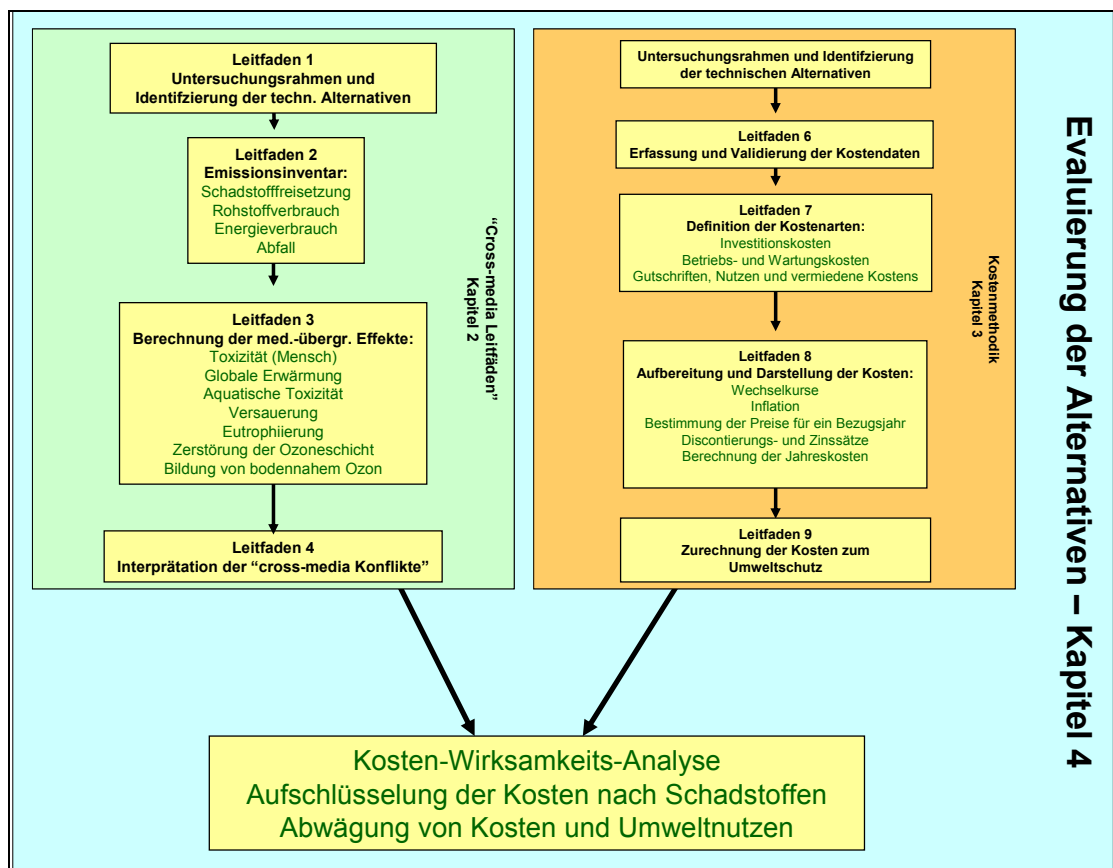 Leitfaden 1
Untersuchungsrahmen und
Identifzierung der techn. Alternativen
Leitfaden 2
Emissionsinventar:
Schadstofffreisetzung
Rohstoffverbrauch
Energieverbrauch
Abfall
Leitfaden 3
Berechnung der med.-übergr. Effekte:
Toxizität (Mensch)
Globale Erwärmung
Aquatische Toxizität
Versauerung
Eutrophiierung
Zerstörung der Ozoneschicht
Bildung von bodennahem Ozon
Leitfaden 4
Interprätation der “cross-media Konflikte”
“Cross-media Leitfäden”
Kapitel 2
Untersuchungsrahmen und Identifzierung
der technischen Alternativen
Leitfaden 6
Erfassung und Validierung der Kostendaten
Leitfaden 7
Definition der Kostenarten:
Investitionskosten
Betriebs- und Wartungskosten
Gutschriften, Nutzen und vermiedene Kostens
Leitfaden 8
Aufbereitung und Darstellung der Kosten:
Wechselkurse
Inflation
Bestimmung der Preise für ein Bezugsjahr
Discontierungs- und Zinssätze
Berechnung der Jahreskosten
Leitfaden 9
Zurechnung der Kosten zum
Umweltschutz
Kostenmethodik
Kapitel 3
Evaluierung der Alternativen – Kapitel 4
Kosten-Wirksamkeits-Analyse
Aufschlüsselung der Kosten nach Schadstoffen
Abwägung von Kosten und Umweltnutzen